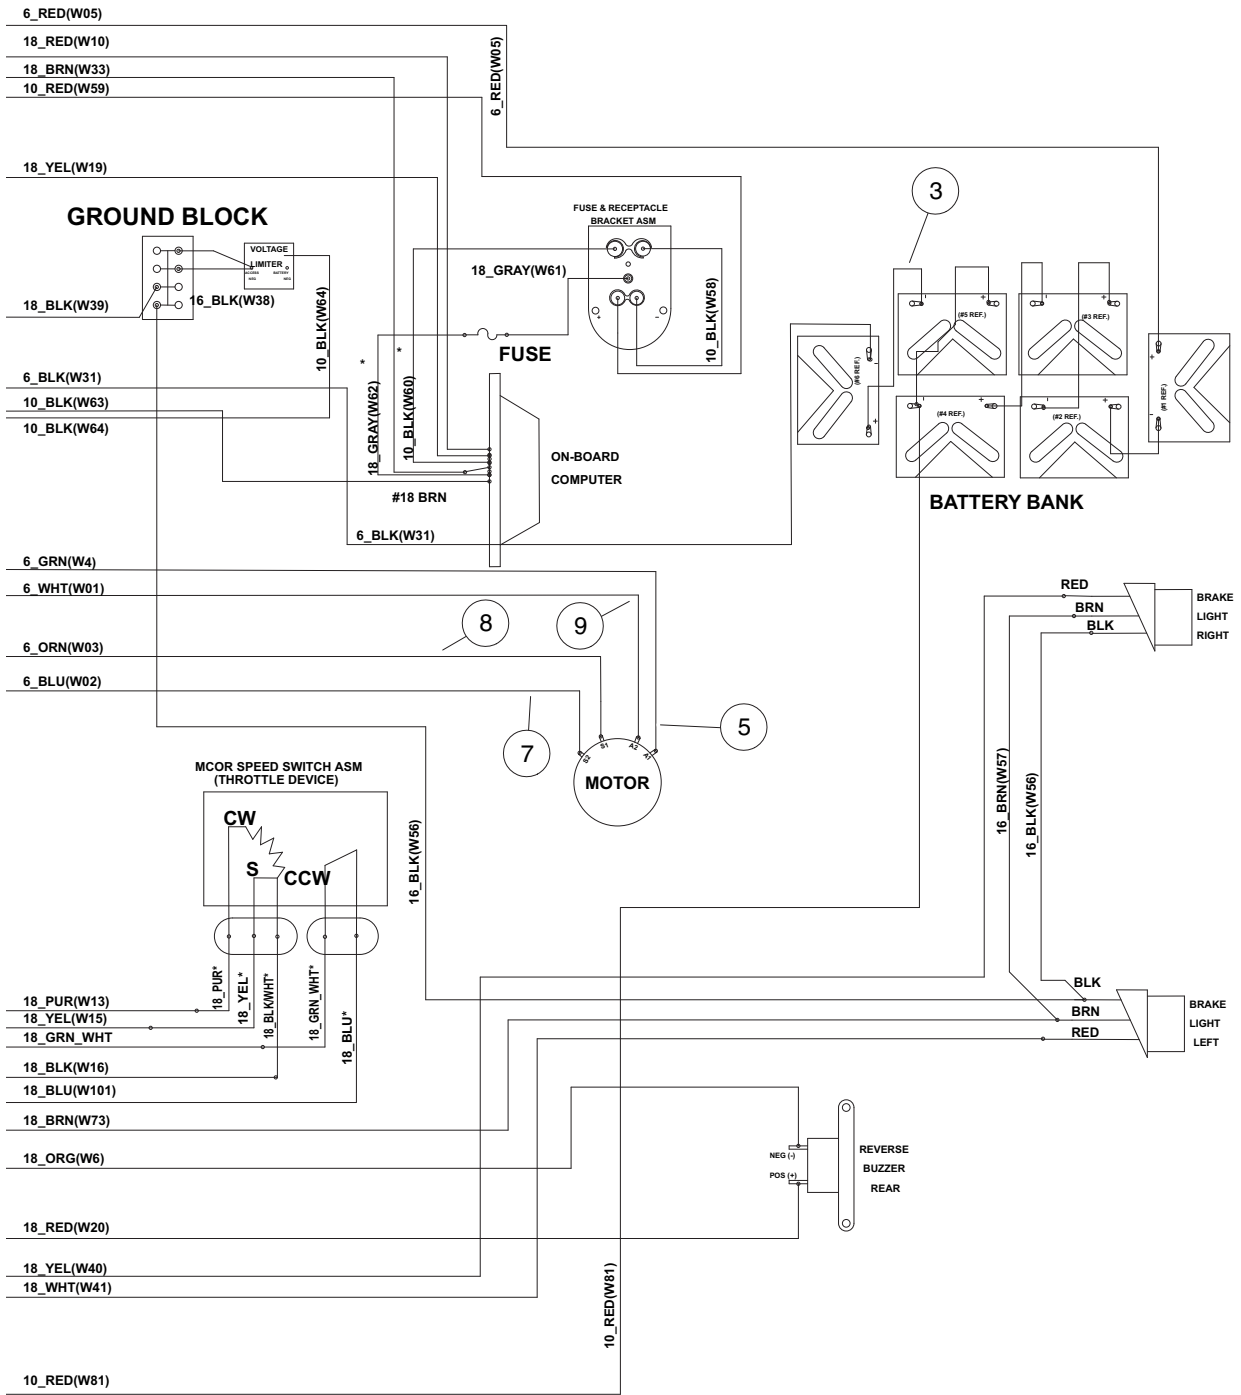 6_RED(W05)
18_RED(W10)
18_BRN(W33)
10_RED(W59)
6_RED(W05)
18_YEL(W19)
GROUND BLOCK
VOLTAGE
LIMITER
ACCESS
NEG
BATTERY
NEG
16_BLK(W38)
18_BLK(W39)
10_BLK(W64)
FUSE & RECEPTACLE
BRACKET ASM
18_GRAY(W61)
+
−
10_BLK(W58)
FUSE
*
*
18_GRAY(W62)
10_BLK(W60)
3
(#5 REF.)
- +
(#3 REF.)
- +
(#6 REF.)
-
+
(#4 REF.)
- +
(#2 REF.)
- +
(#1 REF.)
+
-
BATTERY BANK
6_BLK(W31)
10_BLK(W63)
10_BLK(W64)
ON-BOARD
COMPUTER
#18 BRN
6_BLK(W31)
6_GRN(W4)
6_WHT(W01)
8
9
6_ORN(W03)
6_BLU(W02)
7
5
S2
S1
A2
A1
MOTOR
RED
BRN
BLK
BRAKE
LIGHT
RIGHT
16_BRN(W57)
16_BLK(W56)
MCOR SPEED SWITCH ASM
(THROTTLE DEVICE)
CW
S
CCW
16_BLK(W56)
18_PUR*
18_YEL*
18_BLK/WHT*
18_GRN_WHT*
18_BLU*
18_PUR(W13)
18_YEL(W15)
18_GRN_WHT
18_BLK(W16)
18_BLU(W101)
18_BRN(W73)
18_ORG(W6)
BLK
BRN
RED
BRAKE
LIGHT
LEFT
NEG (-)
POS (+)
REVERSE
BUZZER
REAR
18_RED(W20)
18_YEL(W40)
18_WHT(W41)
10_RED(W81)
10_RED(W81)